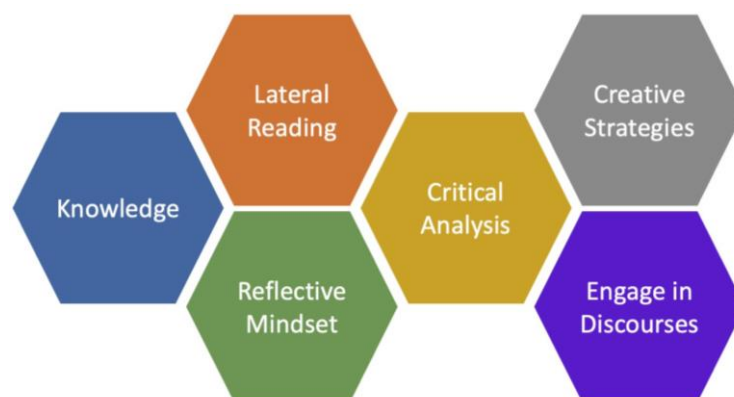 Lateral
Reading
Creative
Strategies
Knowledge
Critical
Analysis
Reflective
Mindset
Engage in
Discourses